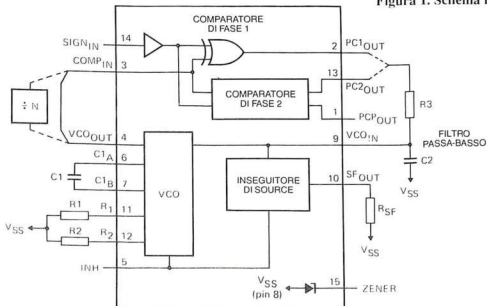 Figura 1. Schema
COMPARATORE
DI FASE 1
SIGN IN
14
2
PC1 OUT
COMP IN
3
13
PC2 OUT
COMPARATORE
DI FASE 2
÷ N
1
PCP OUT
R3
VCO OUT
4
9
VCO IN
FILTRO
PASSA-BASSO
C1A
6
C1
C1B
7
VCO
INSEGUITORE
DI SOURCE
10
SF OUT
C2
VSS
R1
R1
11
VSS
R2
R2
12
RSF
VSS
INH
5
VSS
(pin 8)
15
ZENER